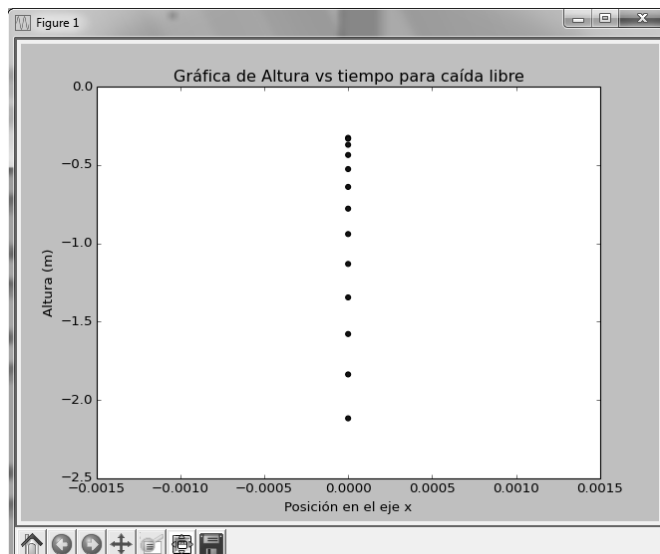 Figure 1
Gráfica de Altura vs tiempo para caída libre
0.0
−0.5
−1.0
−1.5
−2.0
−2.5
Altura (m)
−0.0015 −0.0010 −0.0005 0.0000 0.0005 0.0010 0.0015
Posición en el eje x